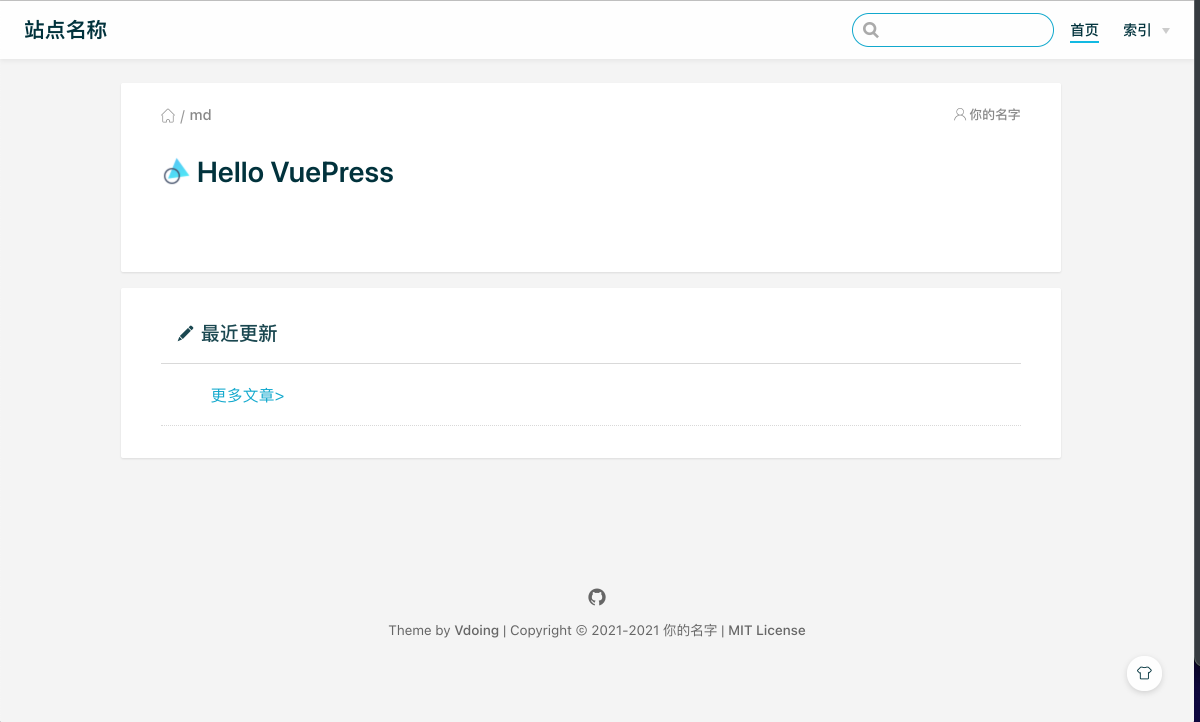 站点名称
首页 索引
/ md
你的名字
Hello VuePress
最近更新
更多文章>
Theme by Vdoing | Copyright © 2021-2021 你的名字 | MIT License